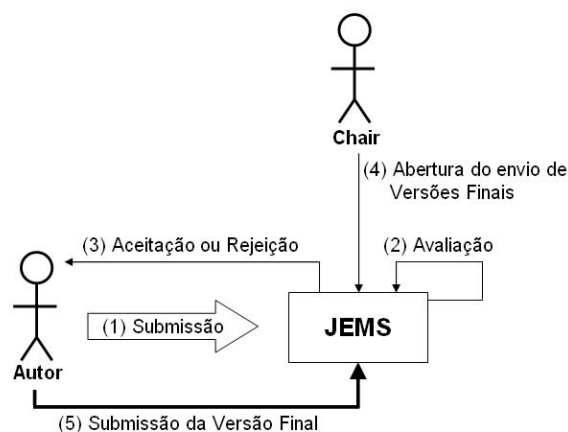 Chair
(4) Abertura do envio de
Versões Finais
(3) Aceitação ou Rejeição
(2) Avaliação
(1) Submissão
JEMS
Autor
(5) Submissão da Versão Final